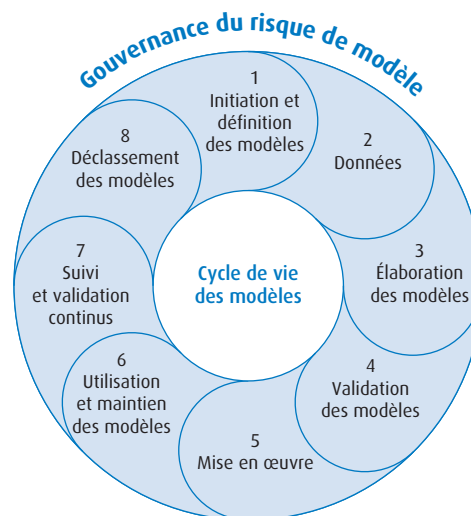 Gouvernance du risque de modèle
1
Initiation et
définition
des modèles
2
Données
3
Élaboration
des modèles
4
Validation
des modèles
5
Mise en œuvre
6
Utilisation
et maintien
des modèles
7
Suivi
et validation
continus
8
Déclassement
des modèles
Cycle de vie
des modèles